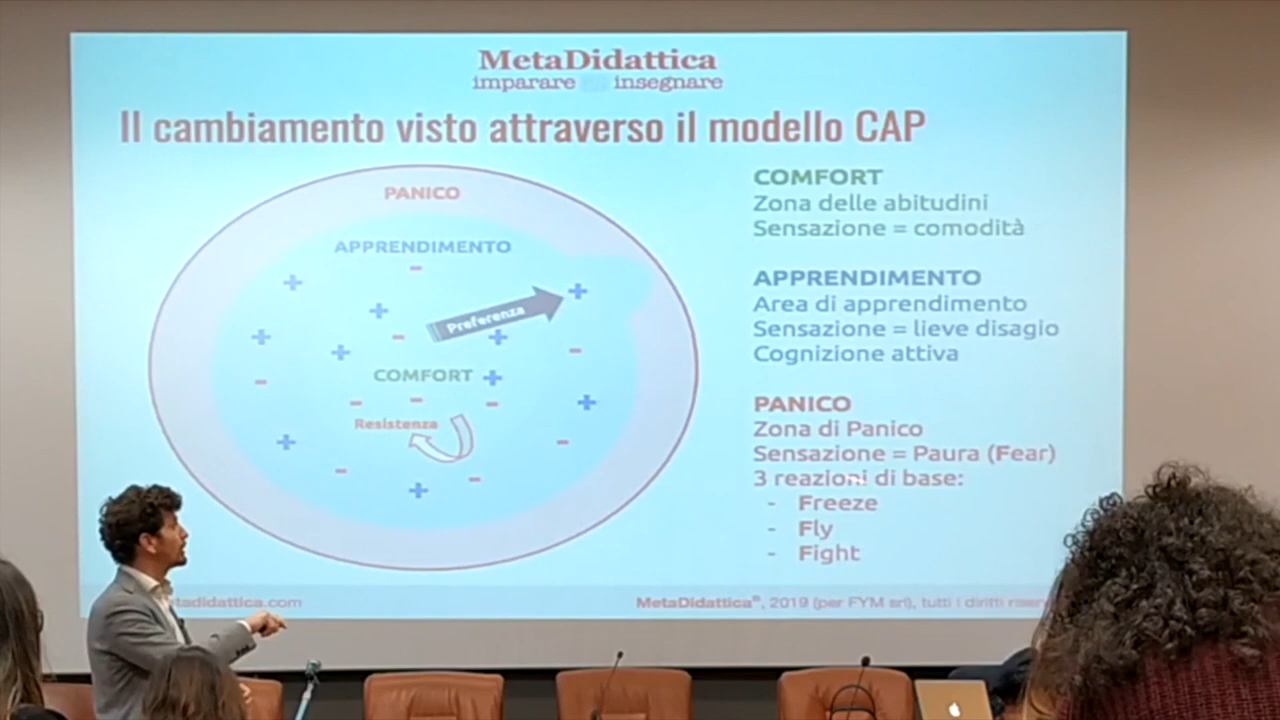 MetaDidattica
imparare insegnare
Il cambiamento visto attraverso il modello CAP
PANICO
APPRENDIMENTO
Preferenza
COMFORT
Resistenza
COMFORT
Zona delle abitudini
Sensazione = comodità
APPRENDIMENTO
Area di apprendimento
Sensazione = lieve disagio
Cognizione attiva
PANICO
Zona di Panico
Sensazione = Paura (Fear)
3 reazioni di base:
- Freeze
- Fly
- Fight
tadidattica.com
MetaDidattica®, 2019 (per FYM srl), tutti i diritti